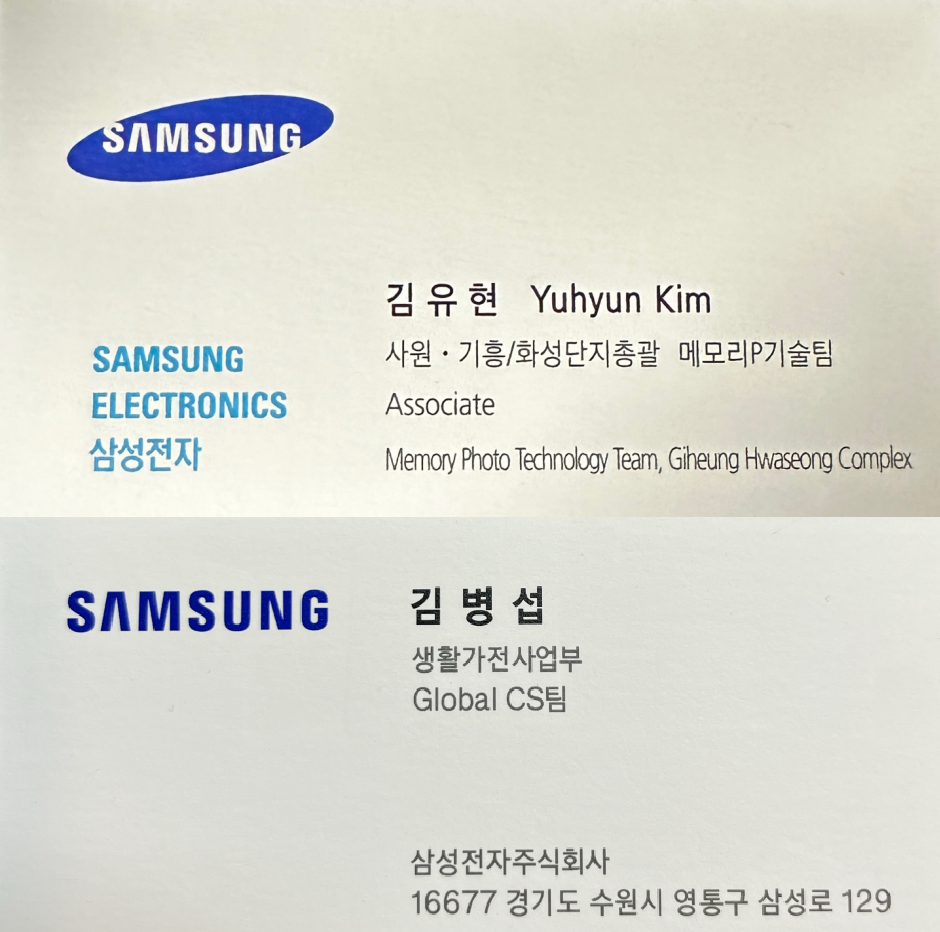 SAMSUNG
김유현 Yuhyun Kim
사원 · 기흥/화성단지총괄 메모리P기술팀
Associate
Memory Photo Technology Team, Giheung Hwaseong Complex
SAMSUNG
ELECTRONICS
삼성전자
SAMSUNG
김병섭
생활가전사업부
Global CS팀
삼성전자주식회사
16677 경기도 수원시 영통구 삼성로 129